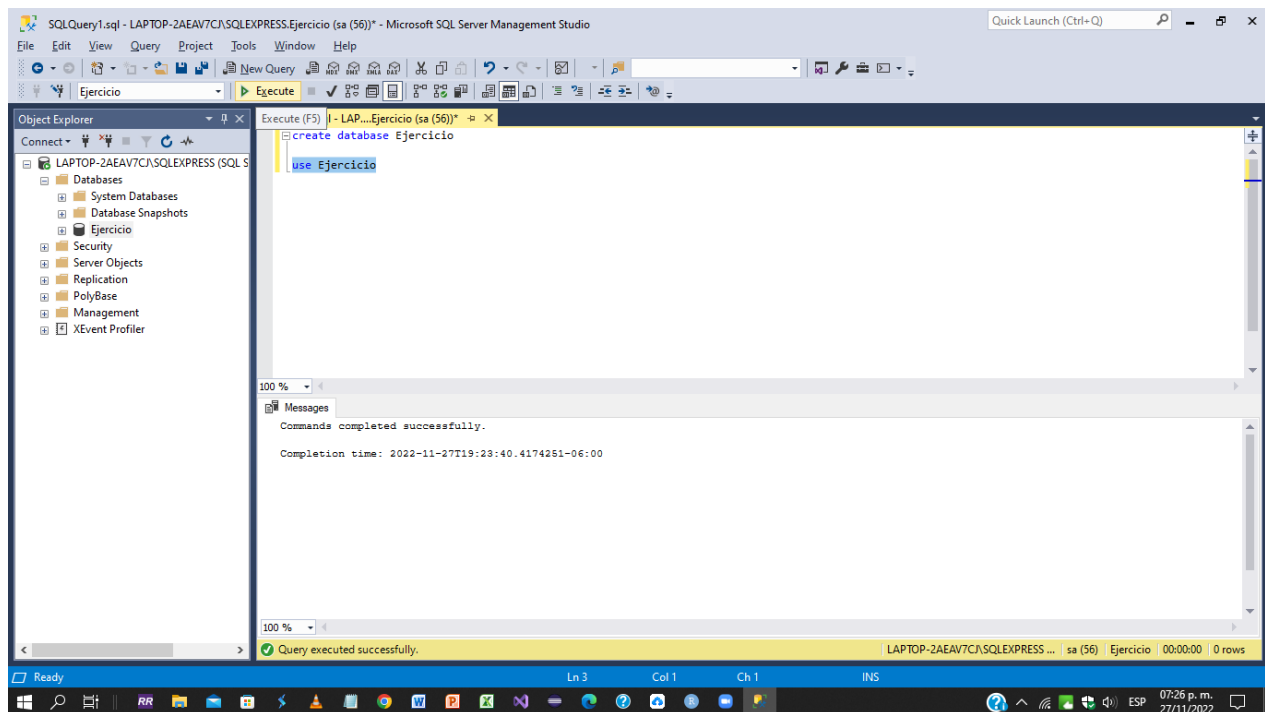 SQLQuery1.sql - LAPTOP-2AEAV7CJ\SQLEXPRESS.Ejercicio (sa (56))* - Microsoft SQL Server Management Studio
Quick Launch (Ctrl+Q)
File Edit View Query Project Tools Window Help
New Query
Ejercicio
Execute
Object Explorer
Execute (F5)
l - LAP....Ejercicio (sa (56))*
Connect
create database Ejercicio
use Ejercicio
LAPTOP-2AEAV7CJ\SQLEXPRESS (SQL S
Databases
System Databases
Database Snapshots
Ejercicio
Security
Server Objects
Replication
PolyBase
Management
XEvent Profiler
100 %
Messages
Commands completed successfully.
Completion time: 2022-11-27T19:23:40.4174251-06:00
100 %
Query executed successfully.
LAPTOP-2AEAV7CJ\SQLEXPRESS ... sa (56) Ejercicio 00:00:00 0 rows
Ready
Ln 3 Col 1 Ch 1 INS
RR
ESP
07:26 p. m.
27/11/2022